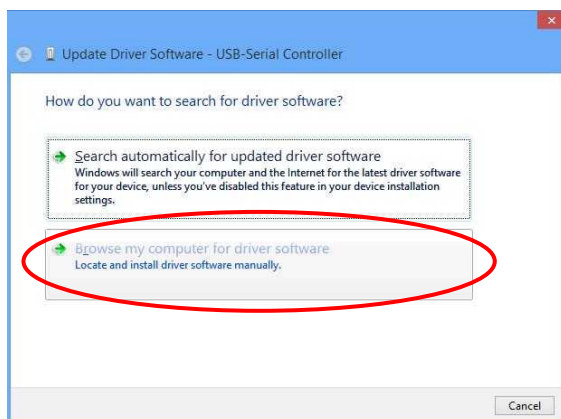 Update Driver Software - USB-Serial Controller
How do you want to search for driver software?
Search automatically for updated driver software
Windows will search your computer and the Internet for the latest driver software
for your device, unless you've disabled this feature in your device installation
settings.
Browse my computer for driver software
Locate and install driver software manually.
Cancel